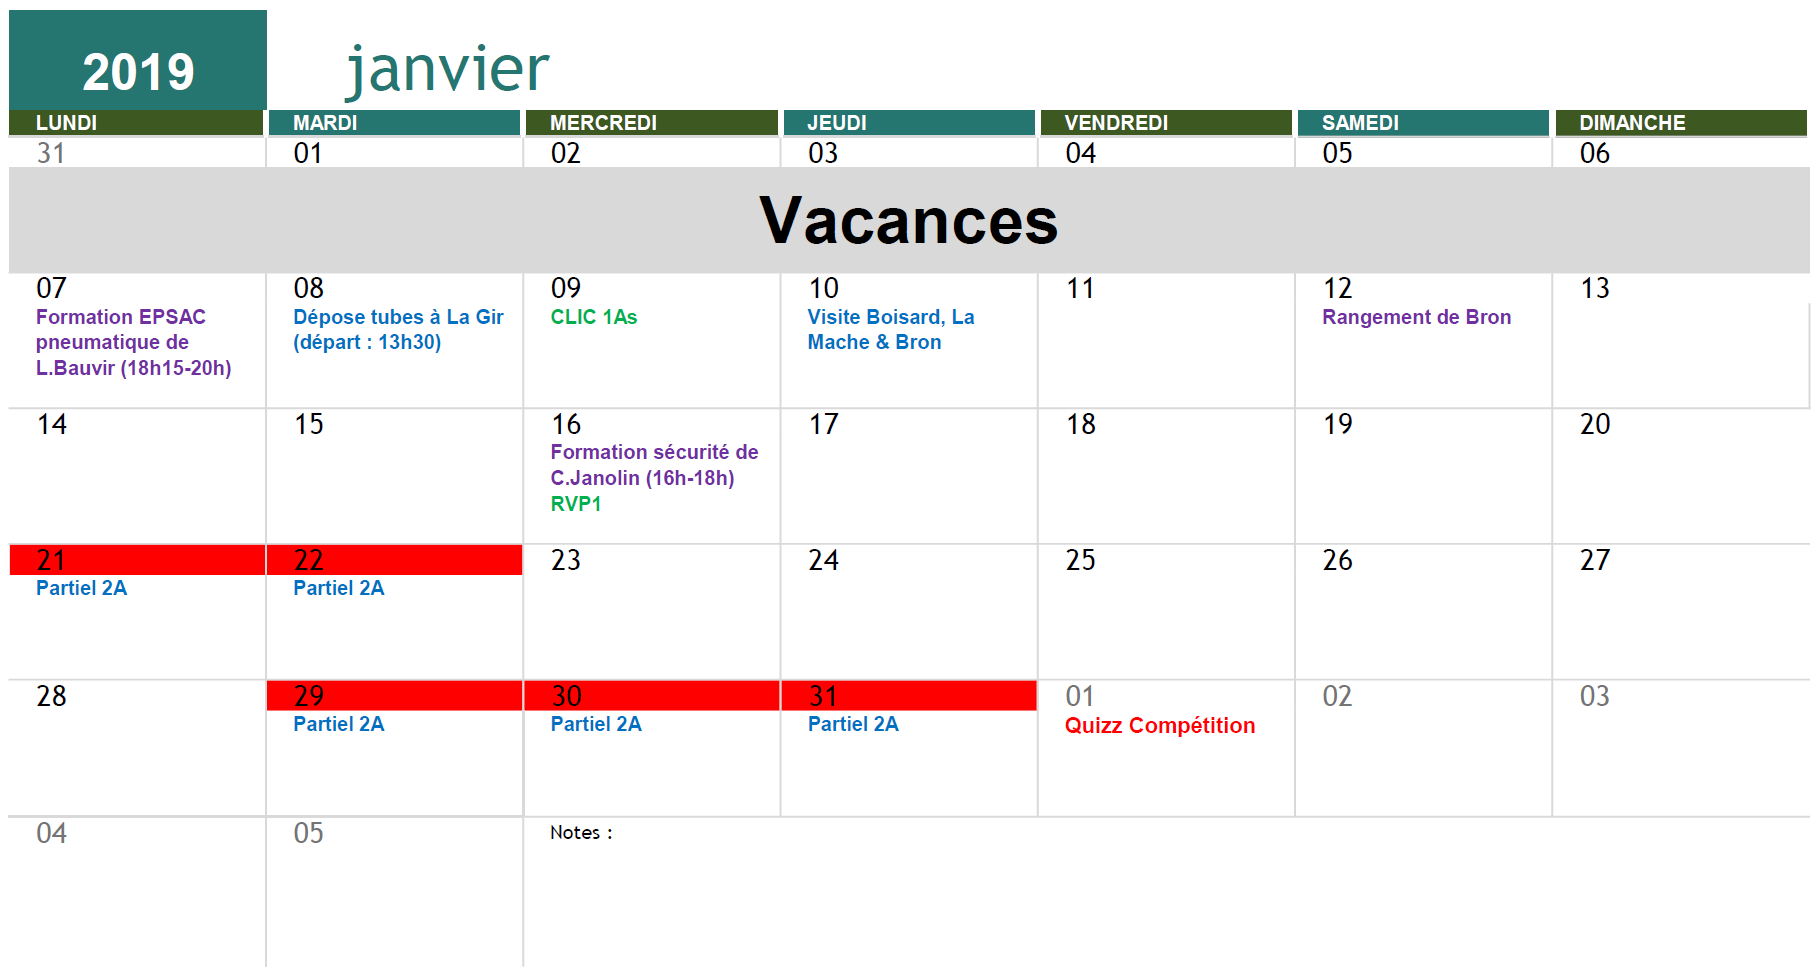 2019 janvier
LUNDI MARDI MERCREDI JEUDI VENDREDI SAMEDI DIMANCHE
31 01 02 03 04 05 06
Vacances
07 08 09 10 11 12 13
Formation EPSAC Dépose tubes à La Gir CLIC 1As Visite Boisard, La Rangement de Bron
pneumatique de (départ : 13h30) Mache & Bron
L.Bauvir (18h15-20h)
14 15 16 17 18 19 20
Formation sécurité de
C.Janolin (16h-18h)
RVP1
21 22 23 24 25 26 27
Partiel 2A Partiel 2A
28 29 30 31 01 02 03
Partiel 2A Partiel 2A Partiel 2A Quizz Compétition
04 05 Notes :